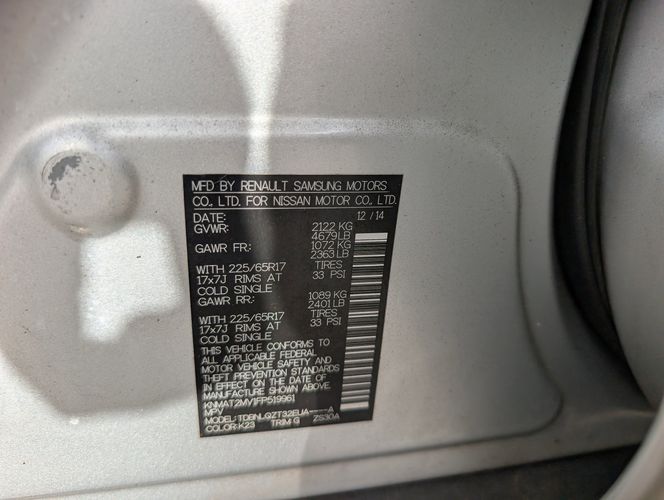 MFD BY RENAULT SAMSUNG MOTORS
CO., LTD. FOR NISSAN MOTOR CO., LTD.
DATE: 12 / 14
GVWR: 2122 KG
4679 LB
GAWR FR: 1072 KG
2363 LB
WITH 225/65R17 TIRES
17x7J RIMS AT 33 PSI
COLD SINGLE
GAWR RR: 1089 KG
2401 LB
WITH 225/65R17 TIRES
17x7J RIMS AT 33 PSI
COLD SINGLE
THIS VEHICLE CONFORMS TO
ALL APPLICABLE FEDERAL
MOTOR VEHICLE SAFETY AND
THEFT PREVENTION STANDARDS
IN EFFECT ON THE DATE OF
MANUFACTURE SHOWN ABOVE.
KNMAT2MV1FP519961
MPV
MODEL: TDBNLGZT32EUA-----A
COLOR: K23 TRIM: G ZS30A